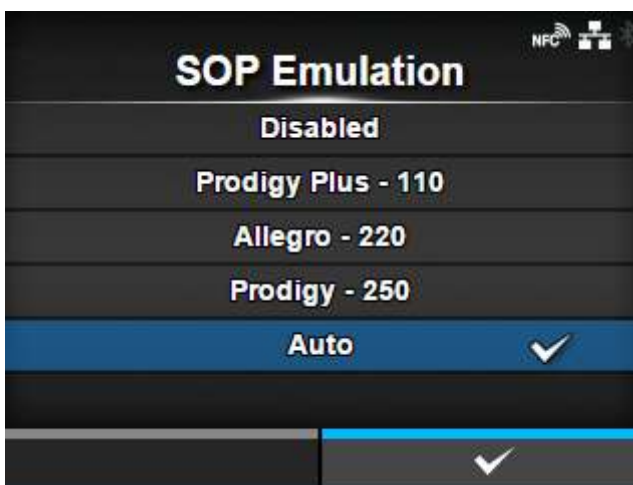 NFC
SOP Emulation
Disabled
Prodigy Plus - 110
Allegro - 220
Prodigy - 250
Auto